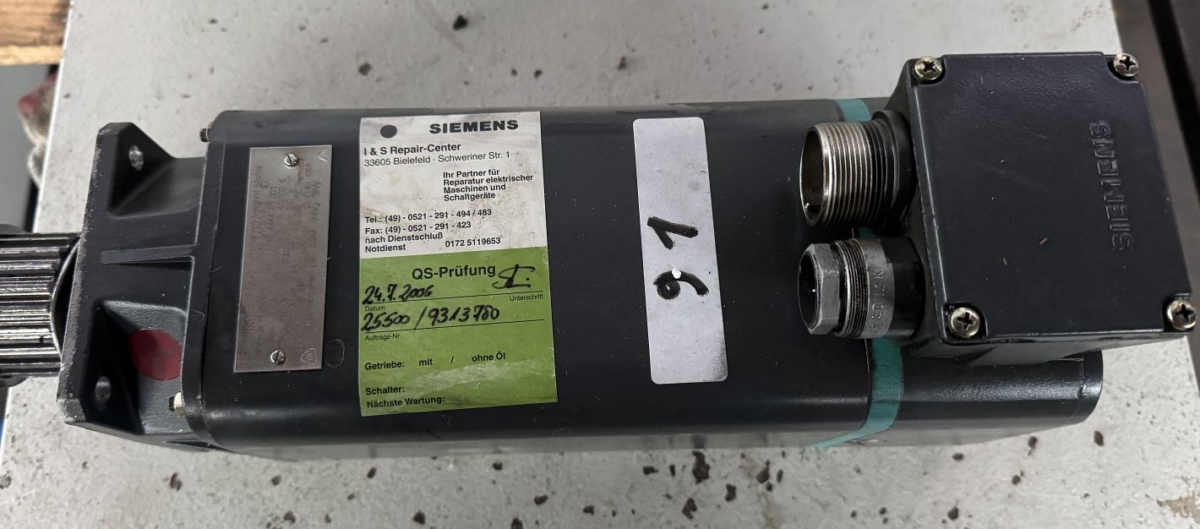 SIEMENS
I & S Repair-Center
33605 Bielefeld · Schweriner Str. 1
Ihr Partner für
Reparatur elektrischer
Maschinen und
Schaltgeräte
Tel.: (49) - 0521 - 291 - 494 / 483
Fax: (49) - 0521 - 291 - 423
nach Dienstschluß
Notdienst 0172 5119653
QS-Prüfung
24.7.2006
Datum Unterschrift
25500/9313780
Auftrags-Nr.
Getriebe: mit / ohne Öl
Schalter:
Nächste Wartung:
91
SIEMENS